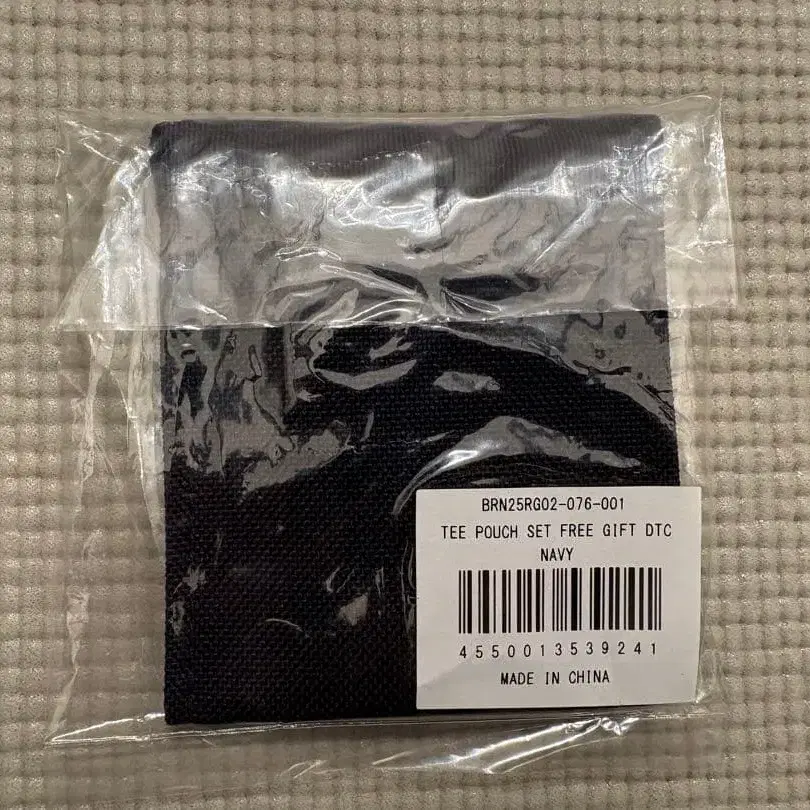 BRN25RG02-076-001
TEE POUCH SET FREE GIFT DTC
NAVY
4550013539241
MADE IN CHINA